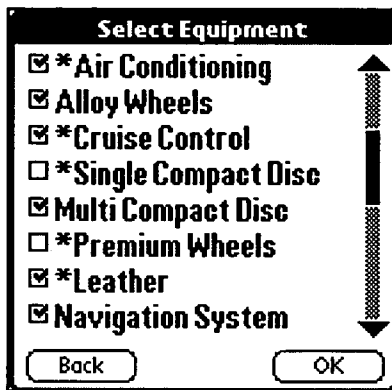 Select Equipment
*Air Conditioning
Alloy Wheels
*Cruise Control
*Single Compact Disc
Multi Compact Disc
*Premium Wheels
*Leather
Navigation System
Back OK